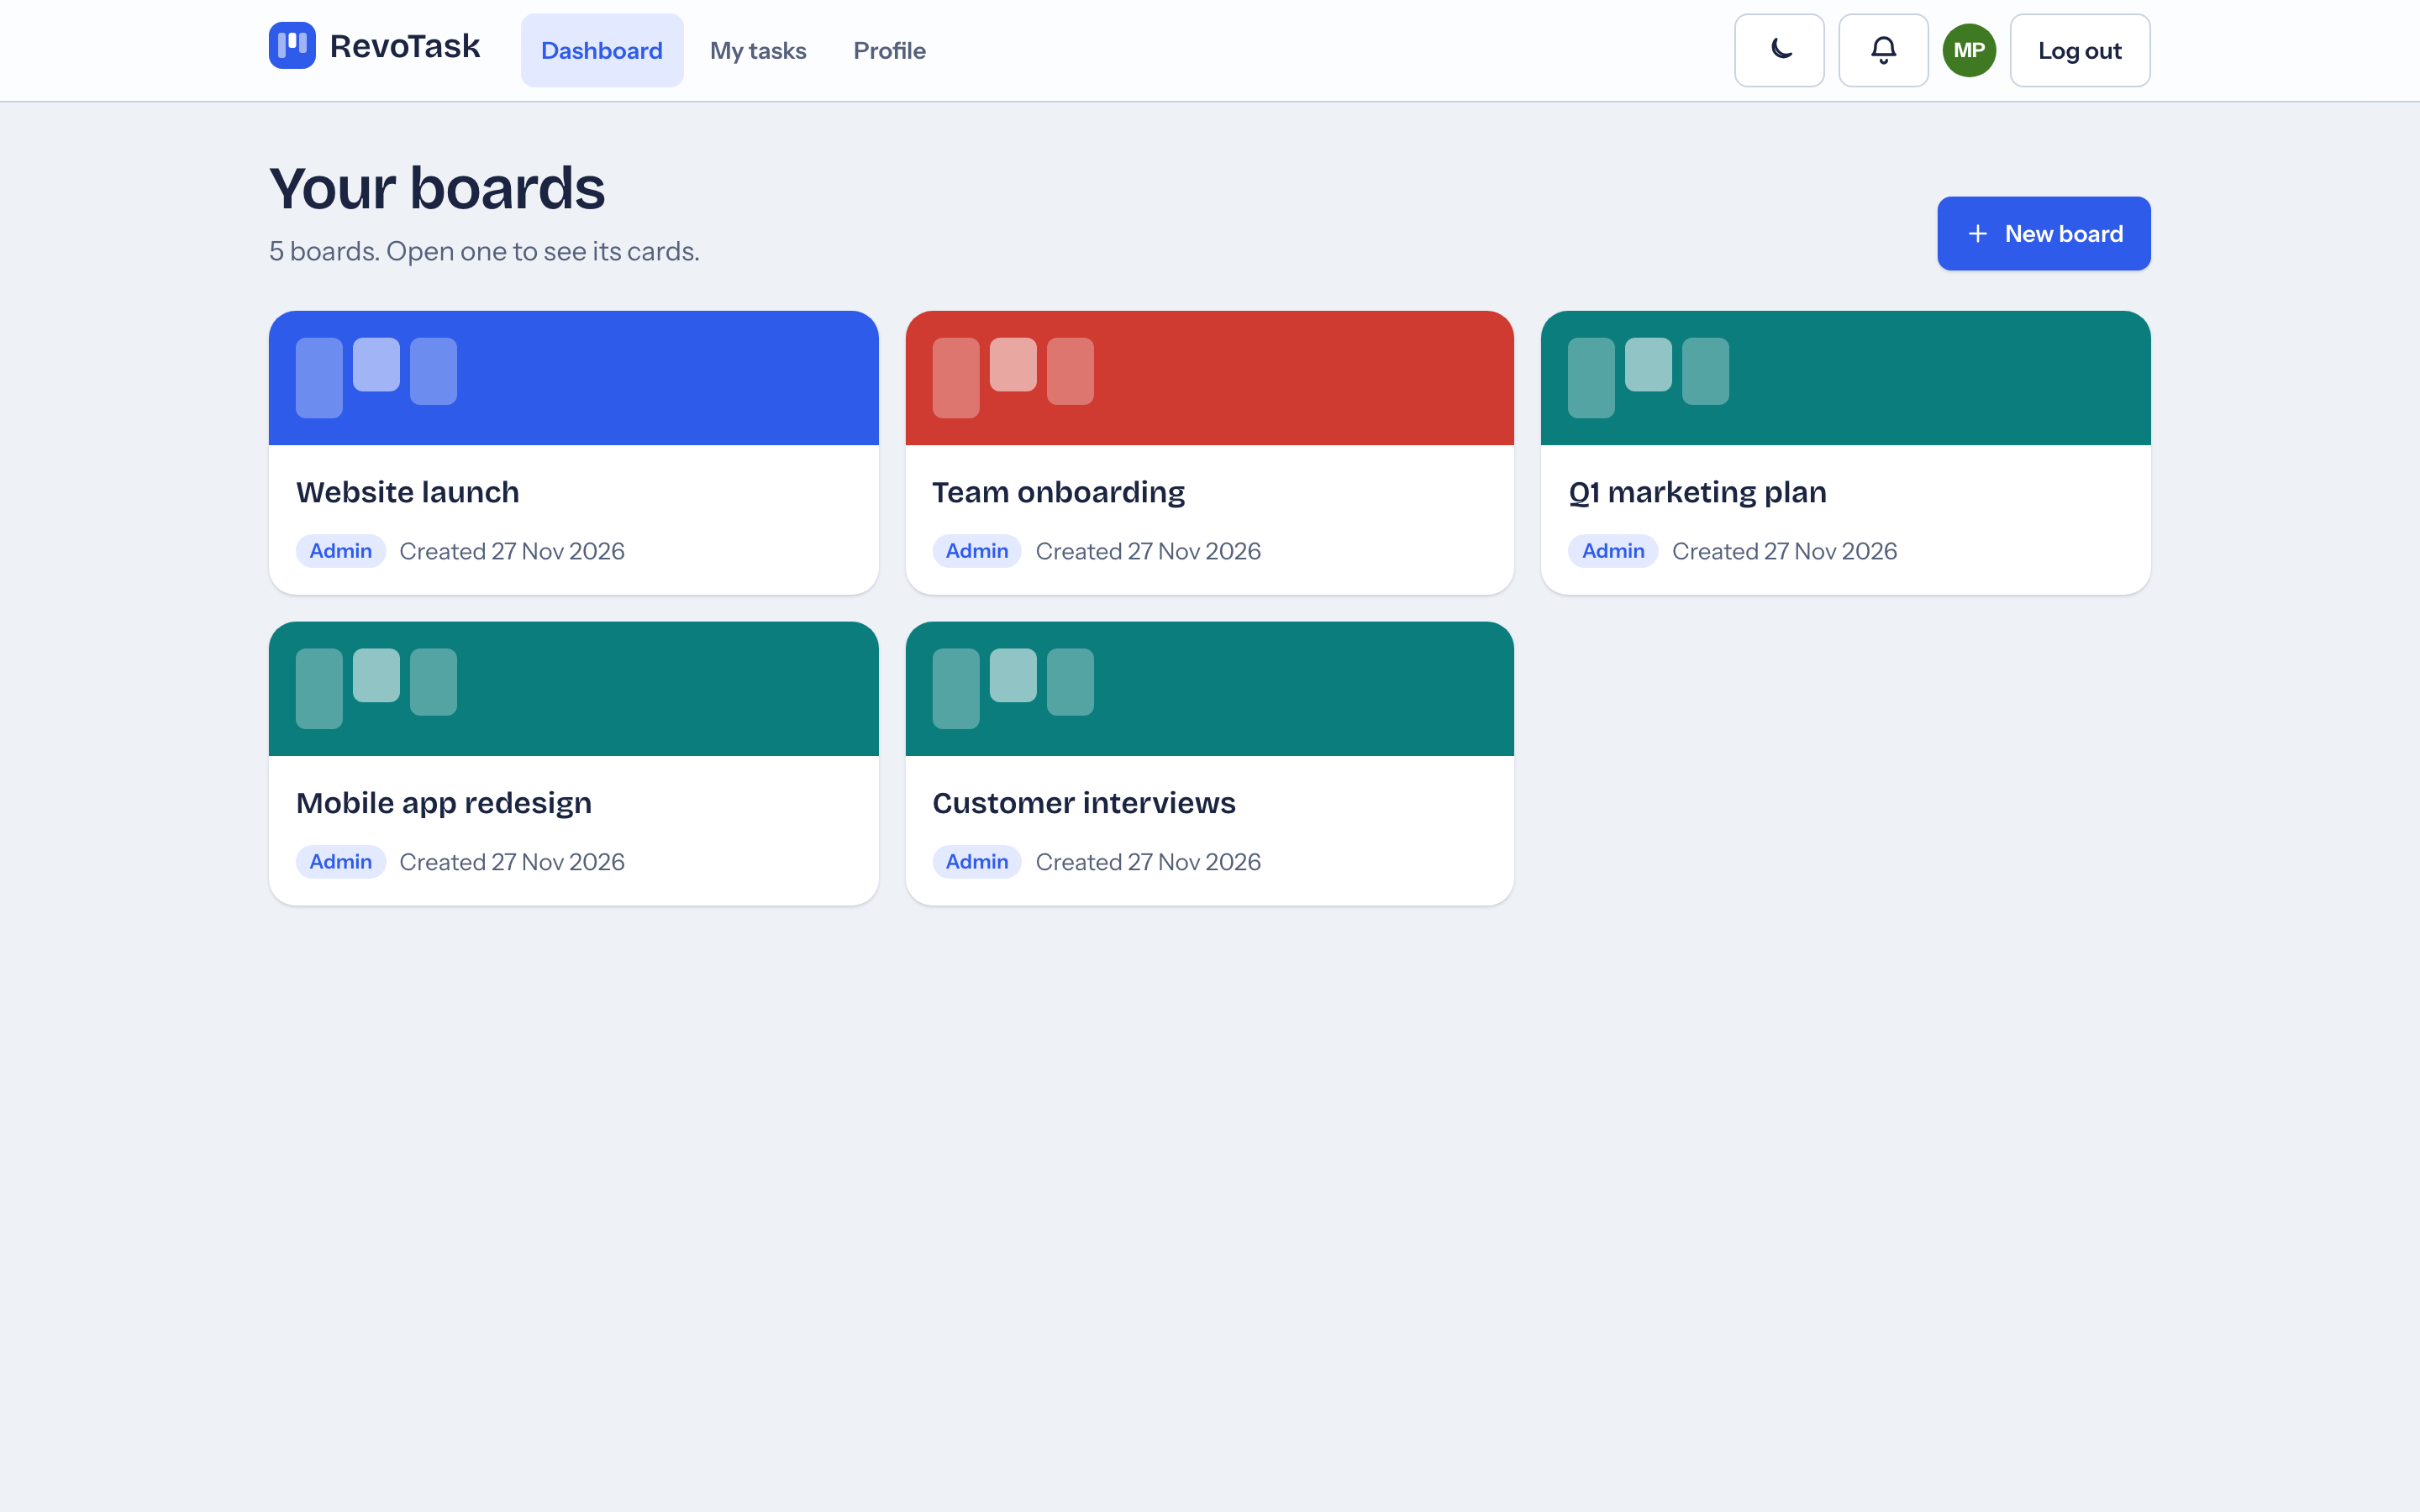 RevoTask
Dashboard
My tasks
Profile
MP
Log out
Your boards
5 boards. Open one to see its cards.
New board
Website launch
Admin Created 27 Nov 2026
Team onboarding
Admin Created 27 Nov 2026
Q1 marketing plan
Admin Created 27 Nov 2026
Mobile app redesign
Admin Created 27 Nov 2026
Customer interviews
Admin Created 27 Nov 2026